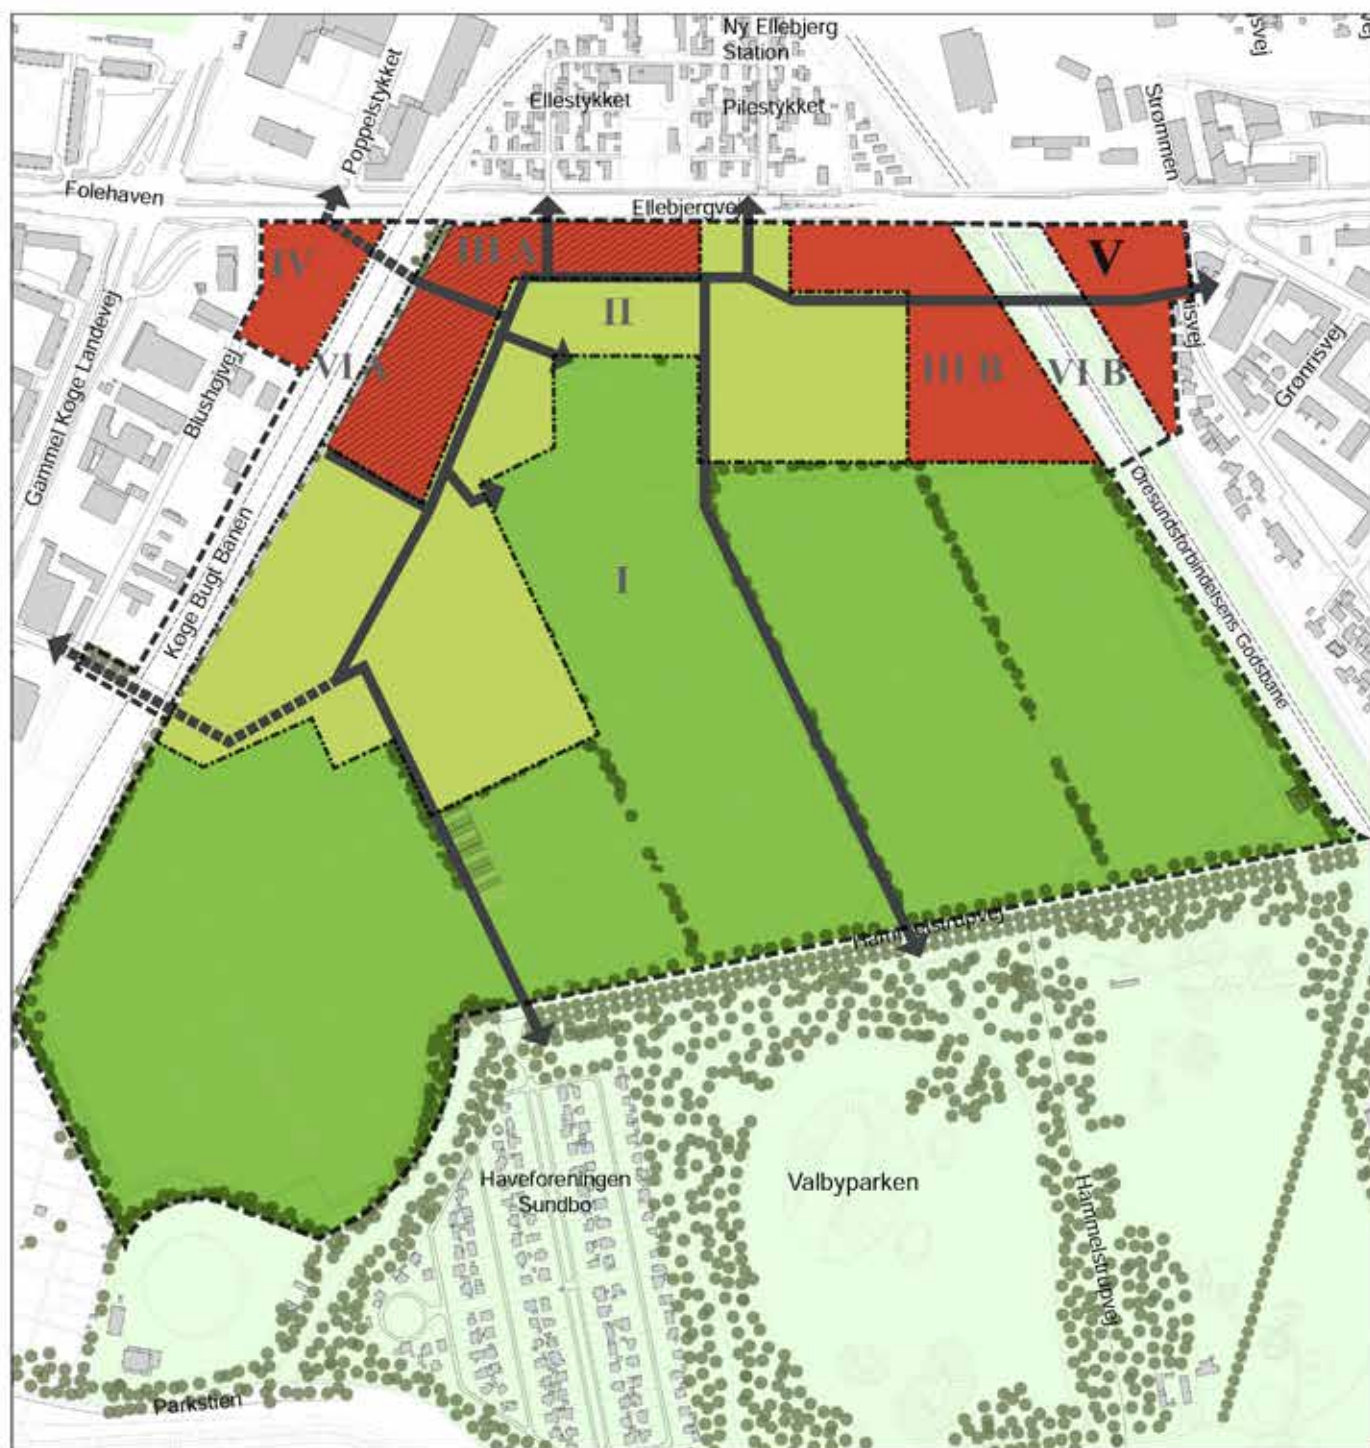 Ny Ellebjerg
Station
Poppelstykket
Ellestykket
Pilestykket
Strømmen
Folehaven
Ellebjergvej
IV
III A
V
II
Gammel Køge Landevej
Blushøjvej
VI A
III B
VI B
Grønrisvej
Køge Bugt Banen
I
Øresundsforbindelsens Godsbane
Hammelstrupvej
Haveforeningen
Sundbo
Valbyparken
Hammelstrupvej
Parkstien